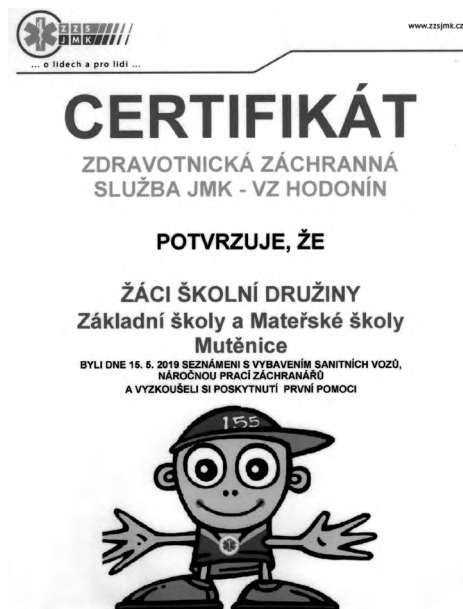 ZZS
JMK
www.zzsjmk.cz
... o lidech a pro lidi ...
CERTIFIKÁT
ZDRAVOTNICKÁ ZÁCHRANNÁ
SLUŽBA JMK - VZ HODONÍN
POTVRZUJE, ŽE
ŽÁCI ŠKOLNÍ DRUŽINY
Základní školy a Mateřské školy
Mutěnice
BYLI DNE 15. 5. 2019 SEZNÁMENI S VYBAVENÍM SANITNÍCH VOZŮ,
NÁROČNOU PRACÍ ZÁCHRANÁŘŮ
A VYZKOUŠELI SI POSKYTNUTÍ PRVNÍ POMOCI
155